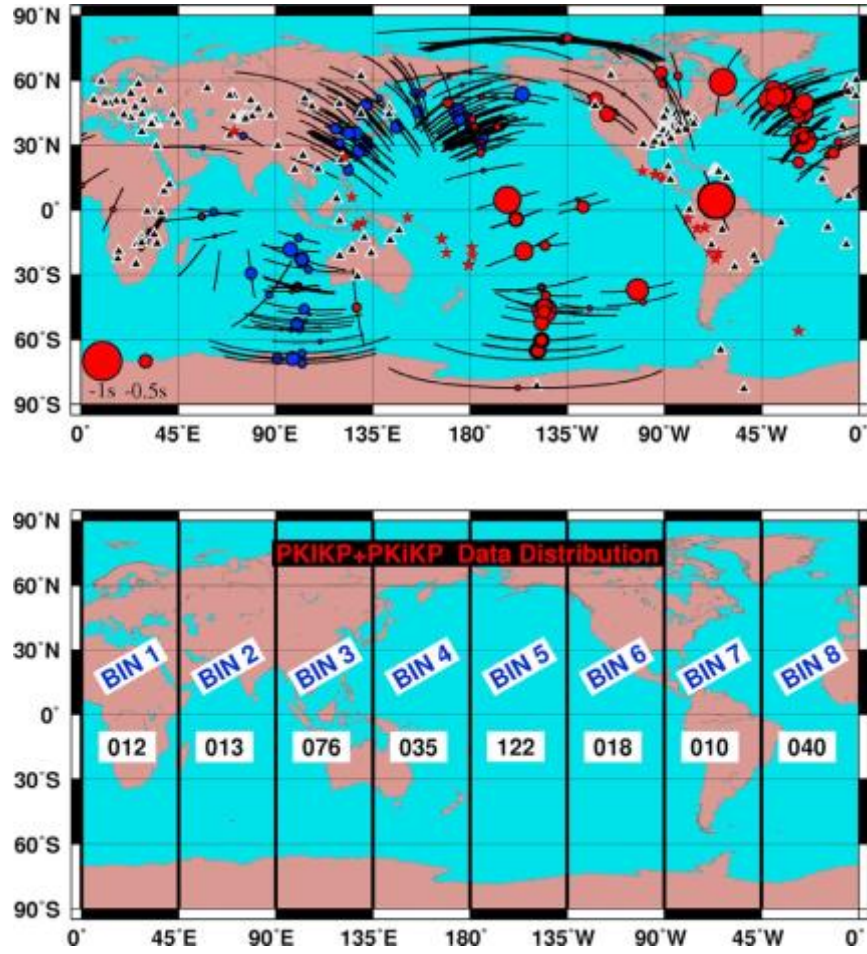 90°N
60°N
30°N
0°
30°S
60°S
90°S
-1s -0.5s
0° 45°E 90°E 135°E 180° 135°W 90°W 45°W 0°
90°N
PKIKP+PKiKP Data Distribution
60°N
30°N
BIN 1 BIN 2 BIN 3 BIN 4 BIN 5 BIN 6 BIN 7 BIN 8
0°
012 013 076 035 122 018 010 040
30°S
60°S
90°S
0° 45°E 90°E 135°E 180° 135°W 90°W 45°W 0°